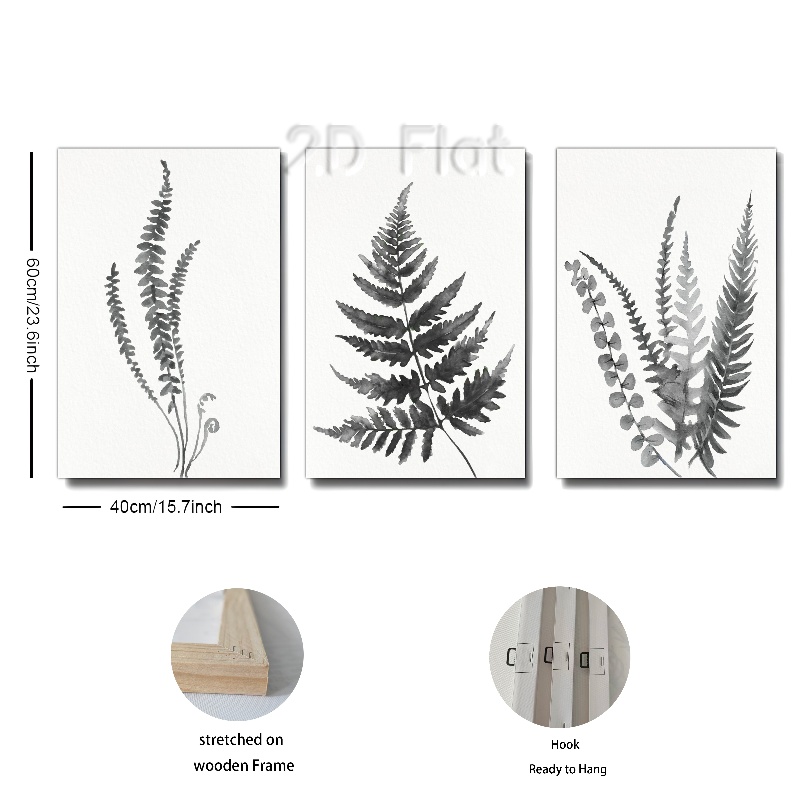 2D Flat
60cm/23.6inch
40cm/15.7inch
stretched on
wooden Frame
Hook
Ready to Hang